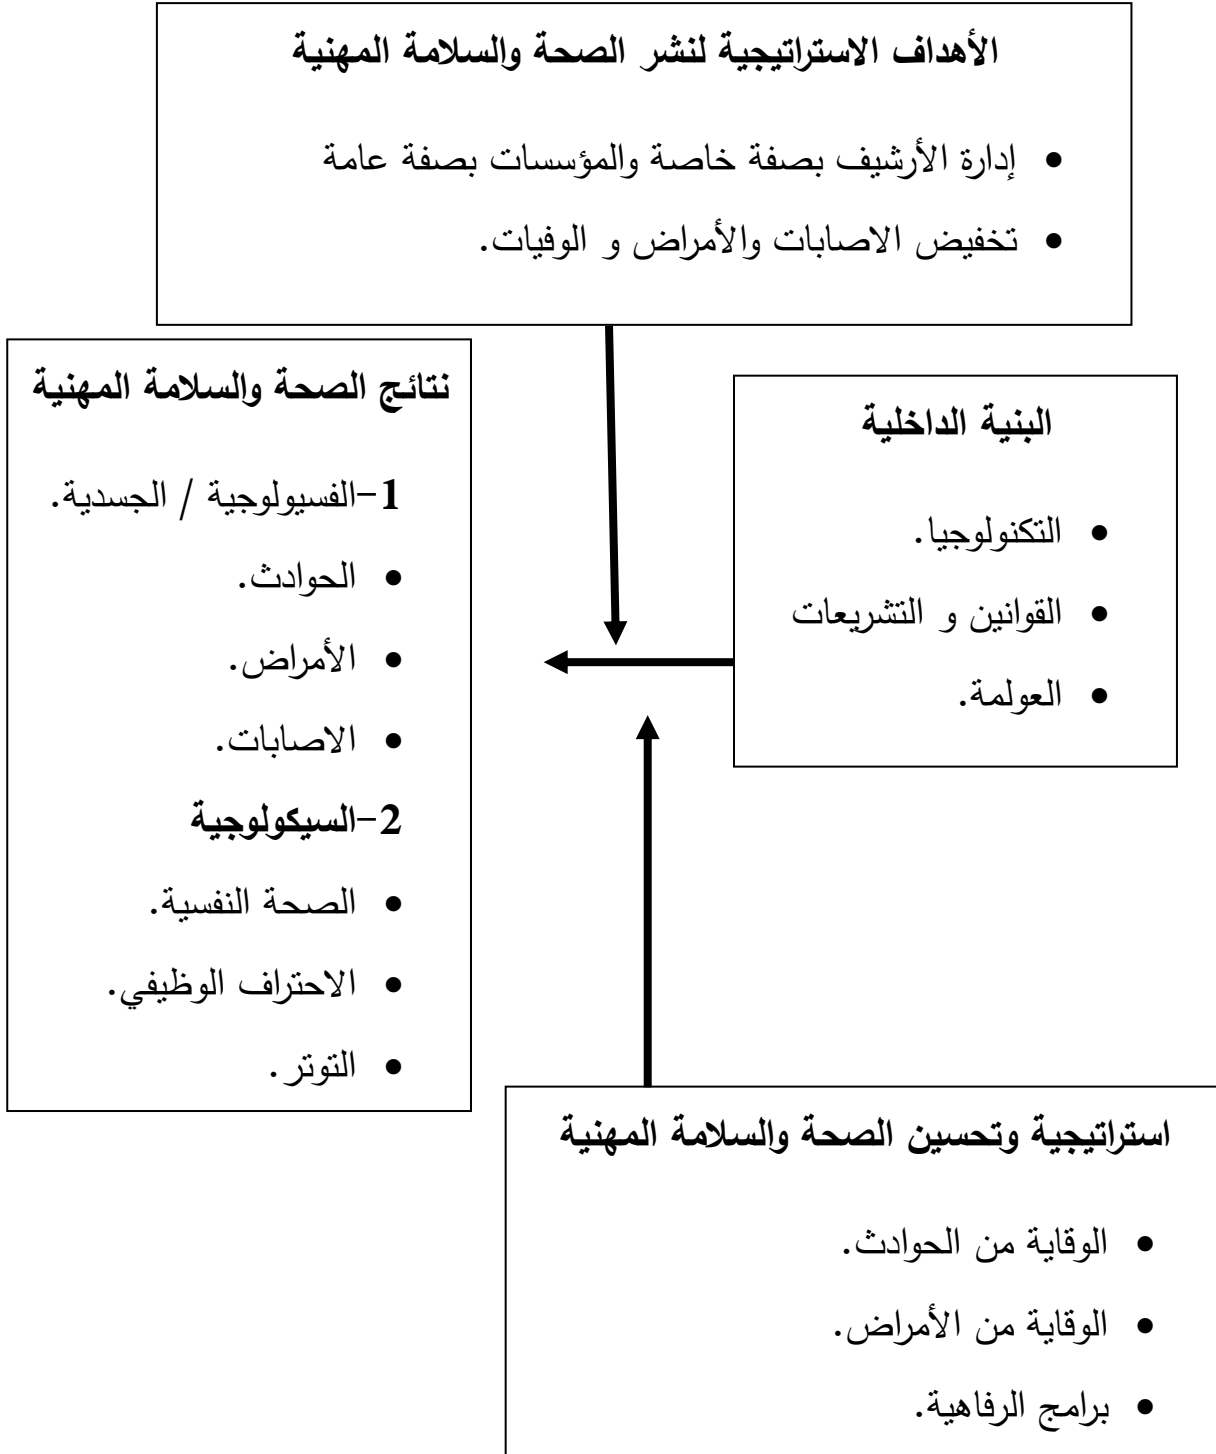 الأهداف الاستراتيجية لنشر الصحة والسلامة المهنية
• إدارة الأرشيف بصفة خاصة والمؤسسات بصفة عامة
• تخفيض الاصابات والأمراض و الوفيات.
البنية الداخلية
• التكنولوجيا.
• القوانين و التشريعات
• العولمة.
نتائج الصحة والسلامة المهنية
1-الفسيولوجية / الجسدية.
• الحوادث.
• الأمراض.
• الاصابات.
2-السيكولوجية
• الصحة النفسية.
• الاحتراف الوظيفي.
• التوتر.
استراتيجية وتحسين الصحة والسلامة المهنية
• الوقاية من الحوادث.
• الوقاية من الأمراض.
• برامج الرفاهية.